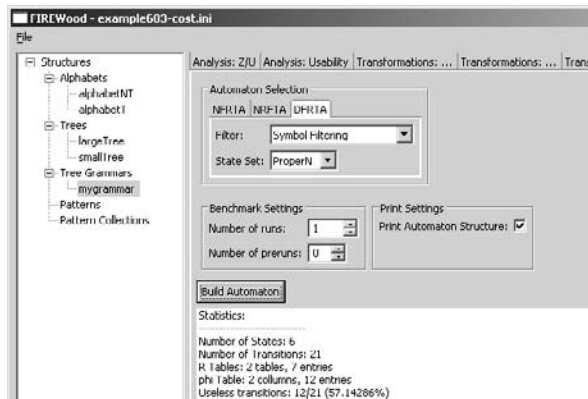 FIREWood - example603-cost.ini
File
Structures
Alphabets
alphabetNT
alphabetT
Trees
largeTree
smallTree
Tree Grammars
mygrammar
Patterns
Pattern Collections
Analysis: Z/U Analysis: Usability Transformations: ... Transformations: ... Trans
Automaton Selection
NFRTA NRFTA DFRTA
Filter: Symbol Filtering
State Set: ProperN
Benchmark Settings
Number of runs: 1
Number of preruns: 0
Print Settings
Print Automaton Structure:
Build Automaton
Statistics:
------------------------
Number of States: 6
Number of Transitions: 21
R Tables: 2 tables, 7 entries
phi Table: 2 columns, 12 entries
Useless transitions: 12/21 (57.14286%)